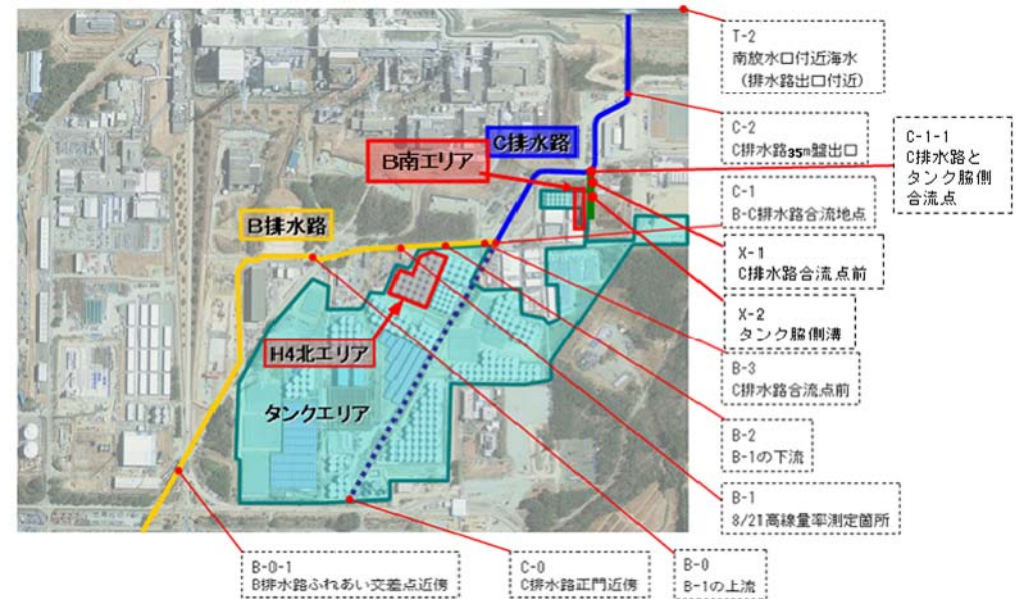 T-2
南放水口付近海水
（排水路出口付近）
C-2
C排水路35m盤出口
C-1-1
C排水路と
タンク脇側
合流点
C-1
B-C排水路合流地点
X-1
C排水路合流点前
X-2
タンク脇側溝
B-3
C排水路合流点前
B-2
B-1の下流
B-1
8/21高線量率測定箇所
B-0
B-1の上流
C-0
C排水路正門近傍
B-0-1
B排水路ふれあい交差点近傍
C排水路
B南エリア
B排水路
H4北エリア
タンクエリア